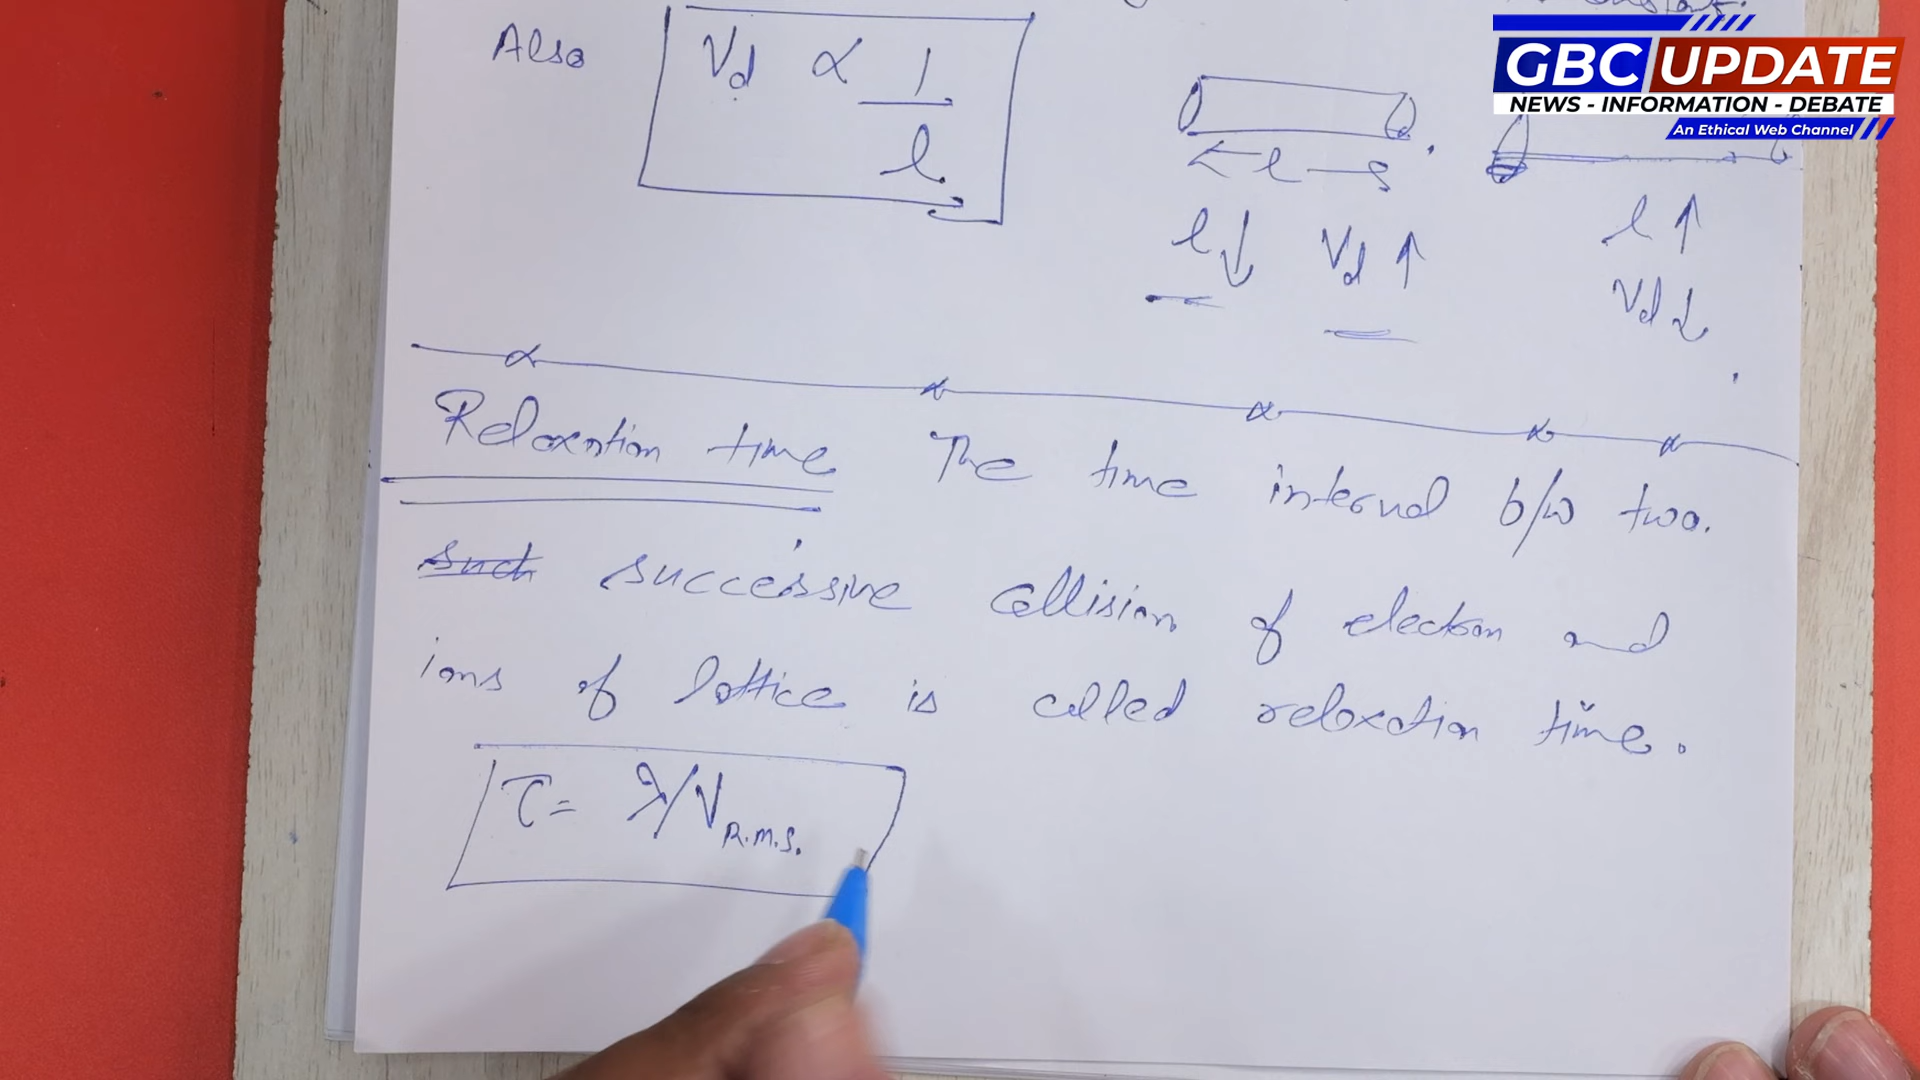 constant.
Also Vd ∝ 1/l
← l →
l ↓ Vd ↑
l ↑
Vd ↓
Relaxation time The time interval b/w two.
such successive collision of electron and
ions of lattice is called relaxation time.
τ = λ/V R.M.S.
GBC UPDATE
NEWS - INFORMATION - DEBATE
An Ethical Web Channel